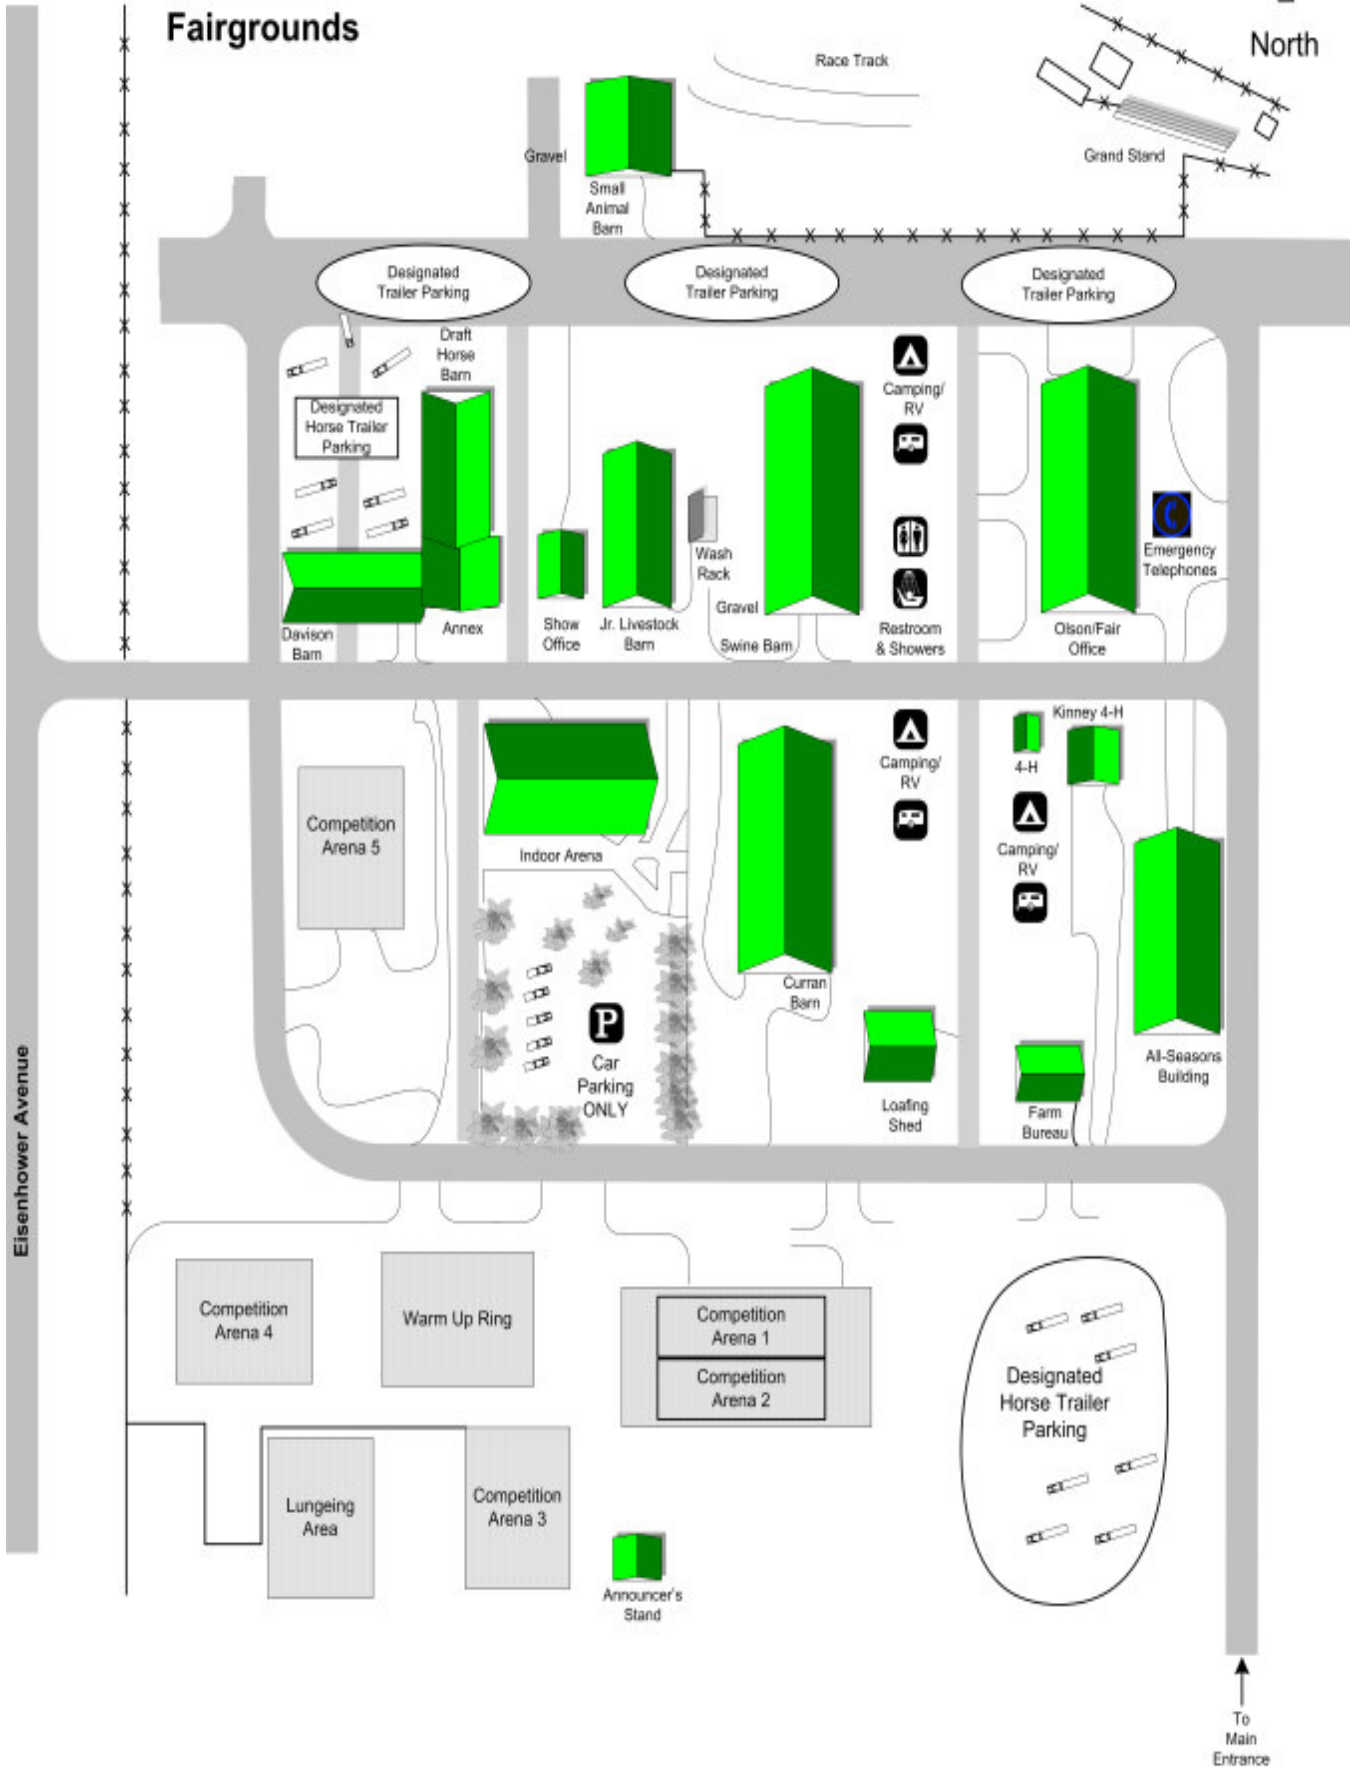 Fairgrounds
North
Race Track
Grand Stand
Gravel
Small
Animal
Barn
Designated
Trailer Parking
Designated
Trailer Parking
Designated
Trailer Parking
Draft
Horse
Barn
Designated
Horse Trailer
Parking
Camping/
RV
Wash
Rack
Emergency
Telephones
Gravel
Davison
Barn
Annex
Show
Office
Jr. Livestock
Barn
Swine Barn
Restroom
& Showers
Olson/Fair
Office
Kinney 4-H
4-H
Camping/
RV
Competition
Arena 5
Indoor Arena
Camping/
RV
Curran
Barn
P
Car
Parking
ONLY
All-Seasons
Building
Loafing
Shed
Farm
Bureau
Eisenhower Avenue
Competition
Arena 4
Warm Up Ring
Competition
Arena 1
Competition
Arena 2
Designated
Horse Trailer
Parking
Lungeing
Area
Competition
Arena 3
Announcer's
Stand
To
Main
Entrance